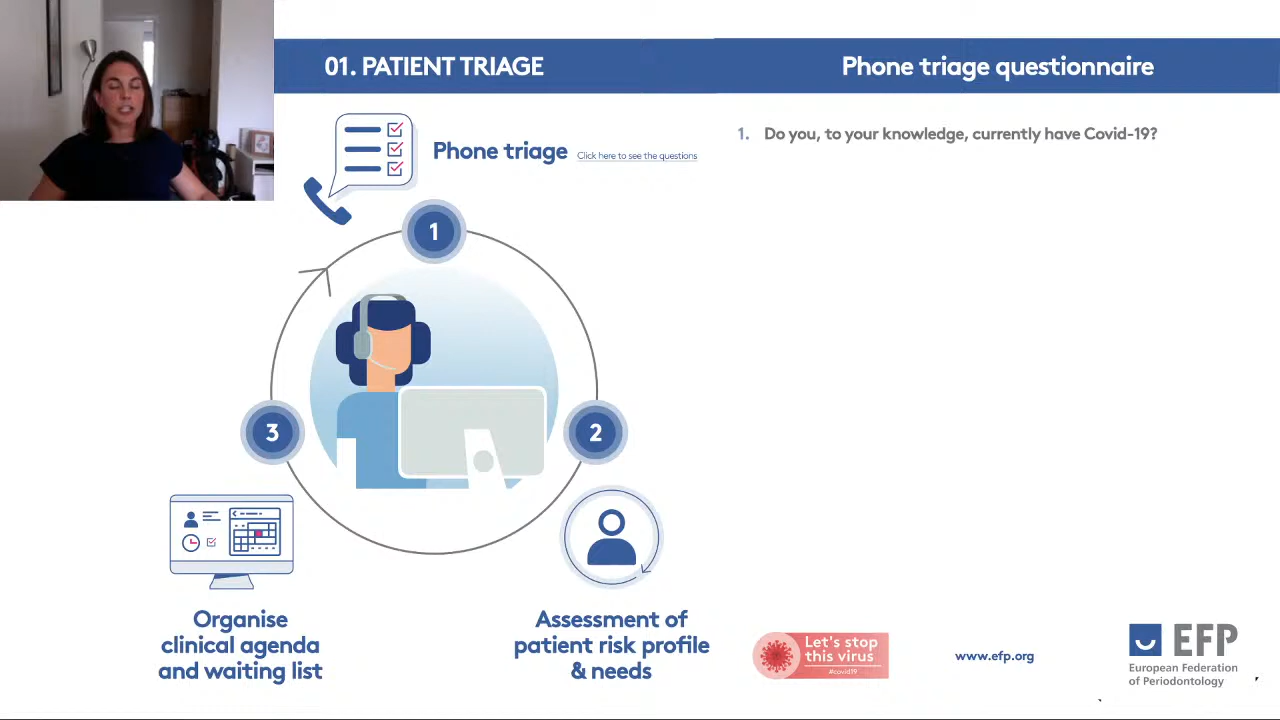 01. PATIENT TRIAGE
Phone triage questionnaire
Phone triage Click here to see the questions
1. Do you, to your knowledge, currently have Covid-19?
1
3
2
Organise
clinical agenda
and waiting list
Assessment of
patient risk profile
& needs
Let's stop
this virus
#covid19
www.efp.org
EFP
European Federation
of Periodontology